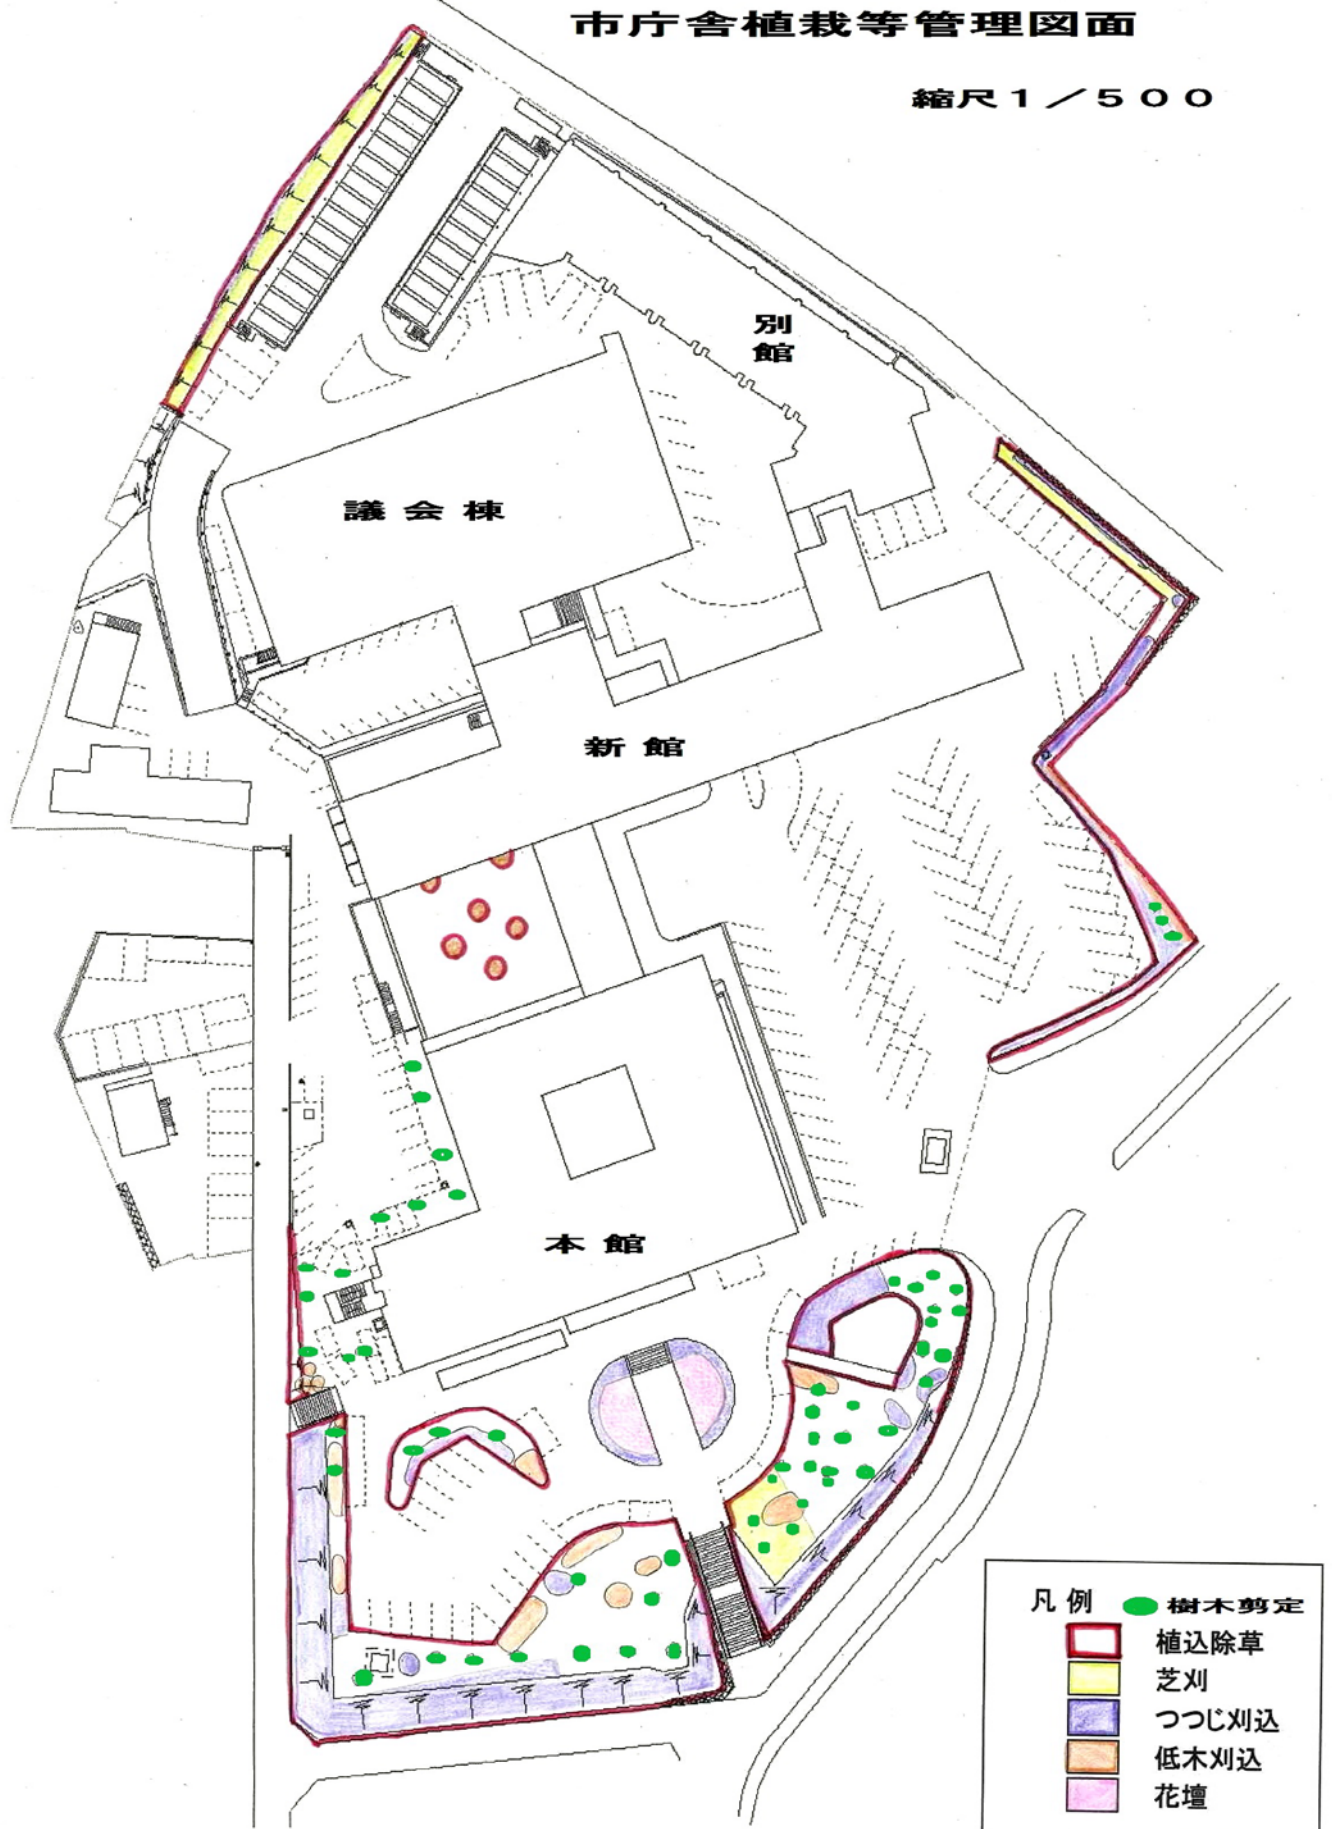 市庁舎植栽等管理図面
縮尺１／５００
別
館
議会棟
新館
本館
凡例 樹木剪定
植込除草
芝刈
つつじ刈込
低木刈込
花壇